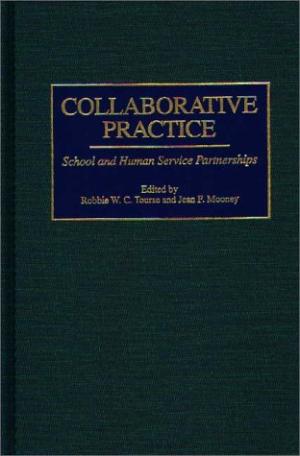 COLLABORATIVE
PRACTICE
School and Human Service Partnerships
Edited by
Robbie W. C. Tourse and Jean F. Mooney